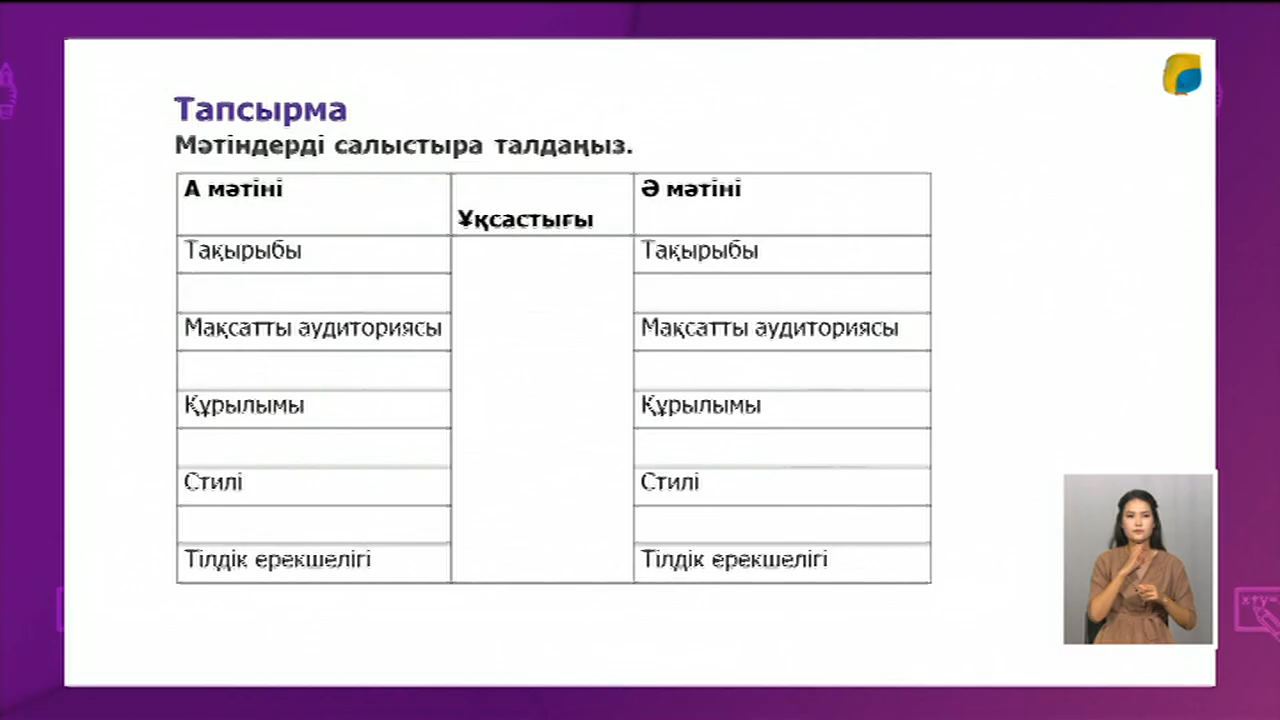 Тапсырма
Мәтіндерді салыстыра талдаңыз.
А мәтіні
Ұқсастығы
Ә мәтіні
Тақырыбы
Тақырыбы
Мақсатты аудиториясы
Мақсатты аудиториясы
Құрылымы
Құрылымы
Стилі
Стилі
Тілдік ерекшелігі
Тілдік ерекшелігі